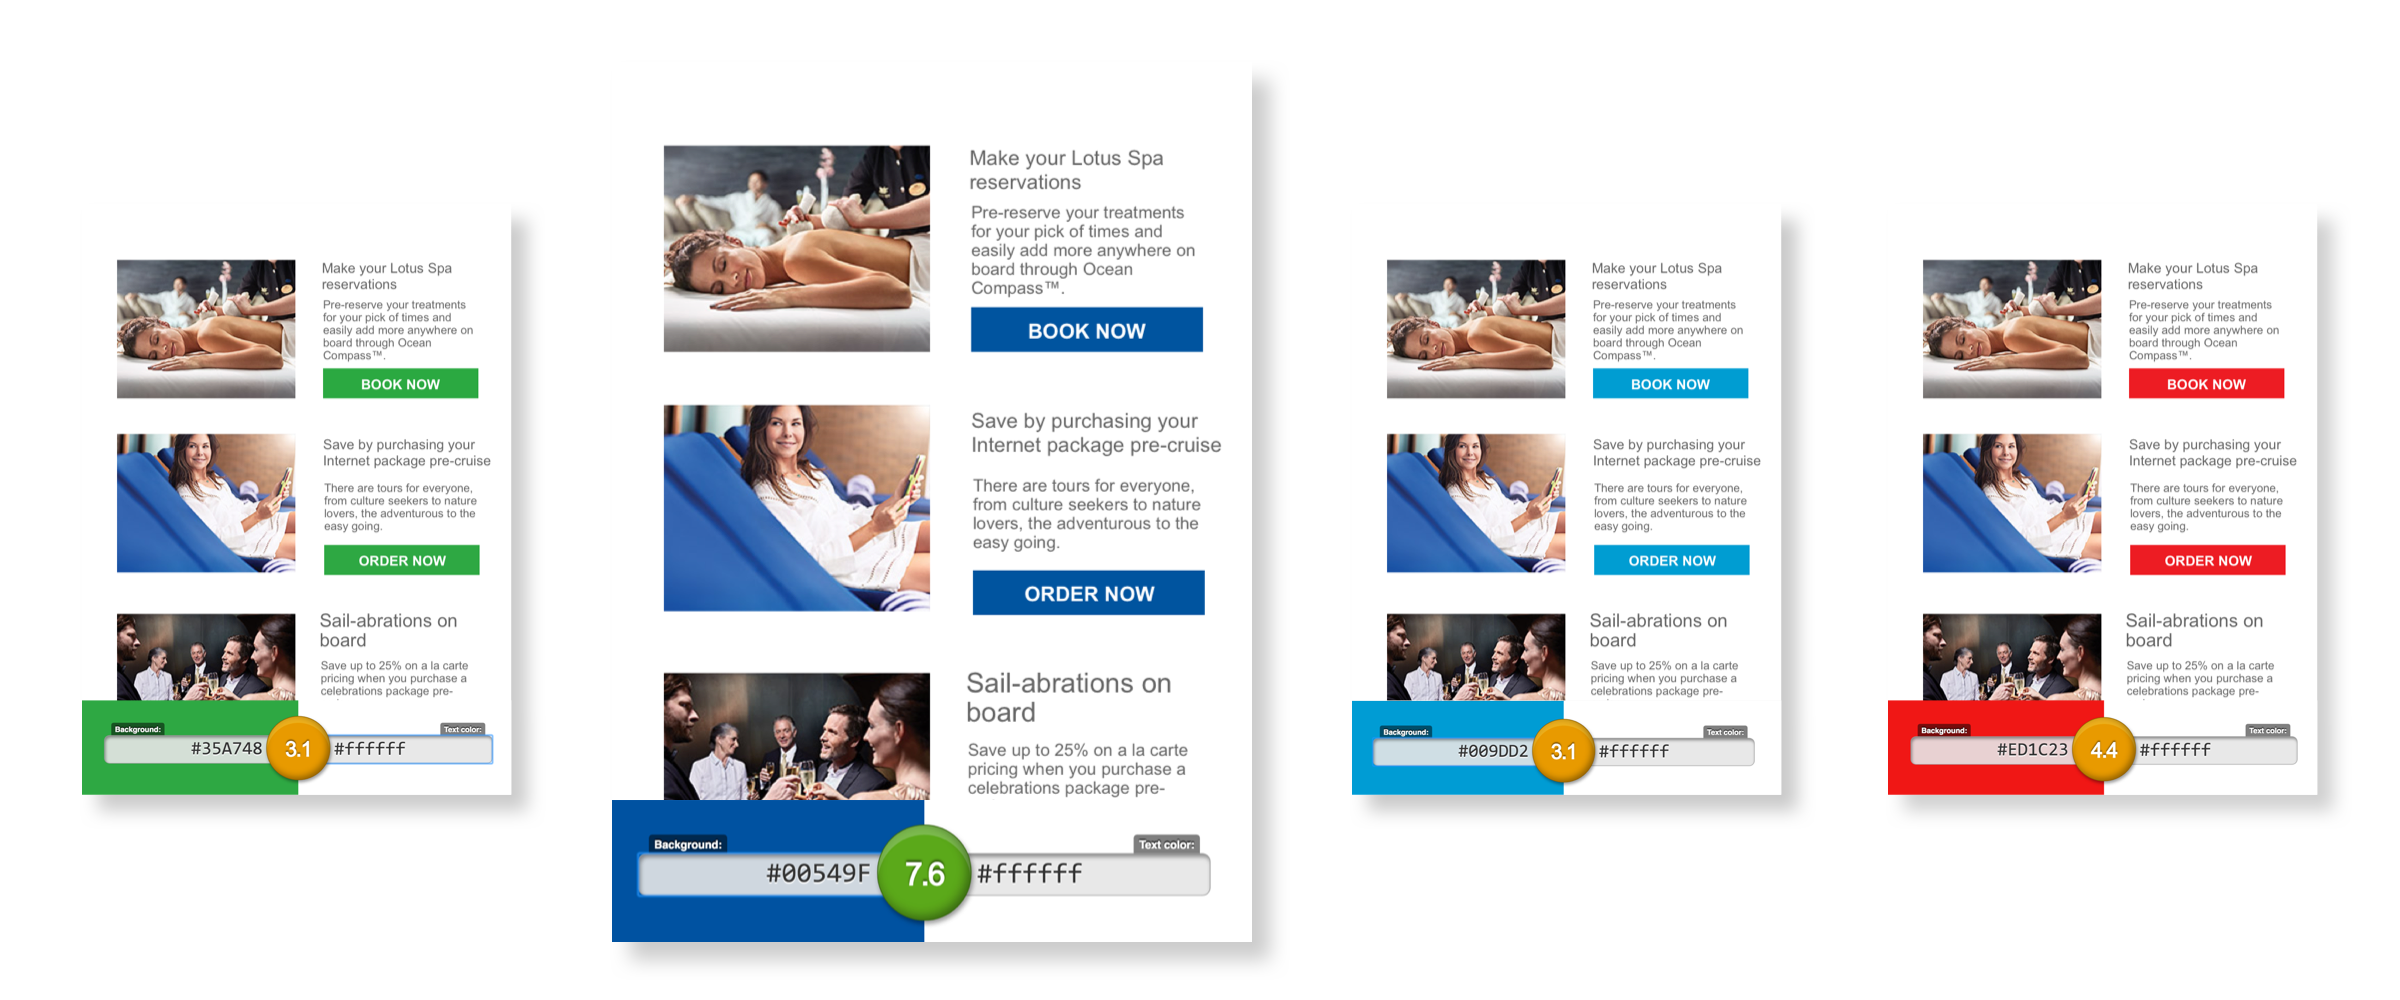 Make your Lotus Spa
reservations
Pre-reserve your treatments
for your pick of times and
easily add more anywhere on
board through Ocean
Compass™.
BOOK NOW
Save by purchasing your
Internet package pre-cruise
There are tours for everyone,
from culture seekers to nature
lovers, the adventurous to the
easy going.
ORDER NOW
Sail-abrations on
board
Save up to 25% on a la carte
pricing when you purchase a
celebrations package pre-
Background:
Text color:
#35A748
3.1
#ffffff
Make your Lotus Spa
reservations
Pre-reserve your treatments
for your pick of times and
easily add more anywhere on
board through Ocean
Compass™.
BOOK NOW
Save by purchasing your
Internet package pre-cruise
There are tours for everyone,
from culture seekers to nature
lovers, the adventurous to the
easy going.
ORDER NOW
Sail-abrations on
board
Save up to 25% on a la carte
pricing when you purchase a
celebrations package pre-
Background:
Text color:
#00549F
7.6
#ffffff
Make your Lotus Spa
reservations
Pre-reserve your treatments
for your pick of times and
easily add more anywhere on
board through Ocean
Compass™.
BOOK NOW
Save by purchasing your
Internet package pre-cruise
There are tours for everyone,
from culture seekers to nature
lovers, the adventurous to the
easy going.
ORDER NOW
Sail-abrations on
board
Save up to 25% on a la carte
pricing when you purchase a
celebrations package pre-
Background:
Text color:
#009DD2
3.1
#ffffff
Make your Lotus Spa
reservations
Pre-reserve your treatments
for your pick of times and
easily add more anywhere on
board through Ocean
Compass™.
BOOK NOW
Save by purchasing your
Internet package pre-cruise
There are tours for everyone,
from culture seekers to nature
lovers, the adventurous to the
easy going.
ORDER NOW
Sail-abrations on
board
Save up to 25% on a la carte
pricing when you purchase a
celebrations package pre-
Background:
Text color:
#ED1C23
4.4
#ffffff